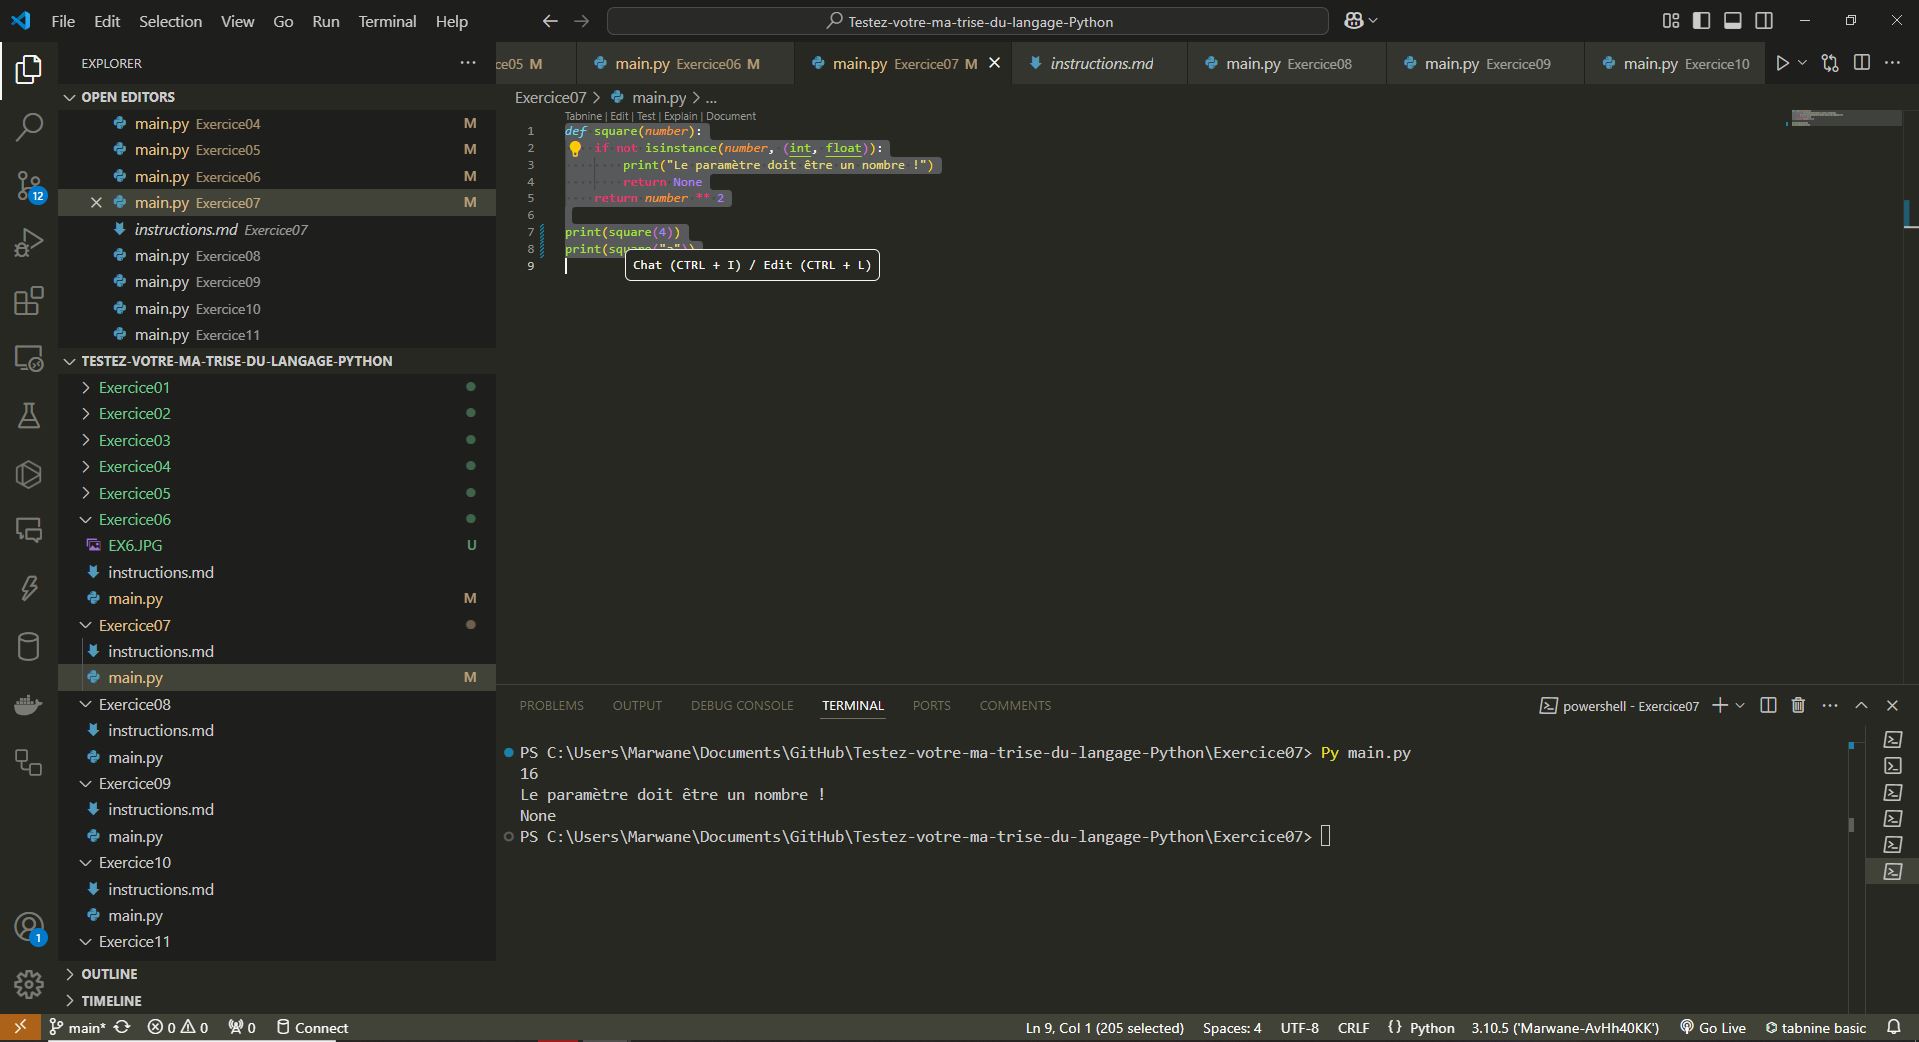 File Edit Selection View Go Run Terminal Help
Testez-votre-ma-trise-du-langage-Python
EXPLORER
OPEN EDITORS
main.py Exercice04 M
main.py Exercice05 M
main.py Exercice06 M
main.py Exercice07 M
instructions.md Exercice07
main.py Exercice08
main.py Exercice09
main.py Exercice10
main.py Exercice11
TESTEZ-VOTRE-MA-TRISE-DU-LANGAGE-PYTHON
Exercice01
Exercice02
Exercice03
Exercice04
Exercice05
Exercice06
EX6.JPG U
instructions.md
main.py M
Exercice07
instructions.md
main.py M
Exercice08
instructions.md
main.py
Exercice09
instructions.md
main.py
Exercice10
instructions.md
main.py
Exercice11
OUTLINE
TIMELINE
12
1
ce05 M main.py Exercice06 M main.py Exercice07 M instructions.md main.py Exercice08 main.py Exercice09 main.py Exercice10
Exercice07 > main.py > ...
Tabnine | Edit | Test | Explain | Document
1 def square(number):
2 if not isinstance(number, (int, float)):
3 print("Le paramètre doit être un nombre !")
4 return None
5 return number ** 2
6
7 print(square(4))
8 print(square("a"))
9
Chat (CTRL + I) / Edit (CTRL + L)
PROBLEMS OUTPUT DEBUG CONSOLE TERMINAL PORTS COMMENTS
powershell - Exercice07
PS C:\Users\Marwane\Documents\GitHub\Testez-votre-ma-trise-du-langage-Python\Exercice07> Py main.py
16
Le paramètre doit être un nombre !
None
PS C:\Users\Marwane\Documents\GitHub\Testez-votre-ma-trise-du-langage-Python\Exercice07>
main* 0 0 0 Connect
Ln 9, Col 1 (205 selected) Spaces: 4 UTF-8 CRLF {} Python 3.10.5 ('Marwane-AvHh40KK') Go Live tabnine basic